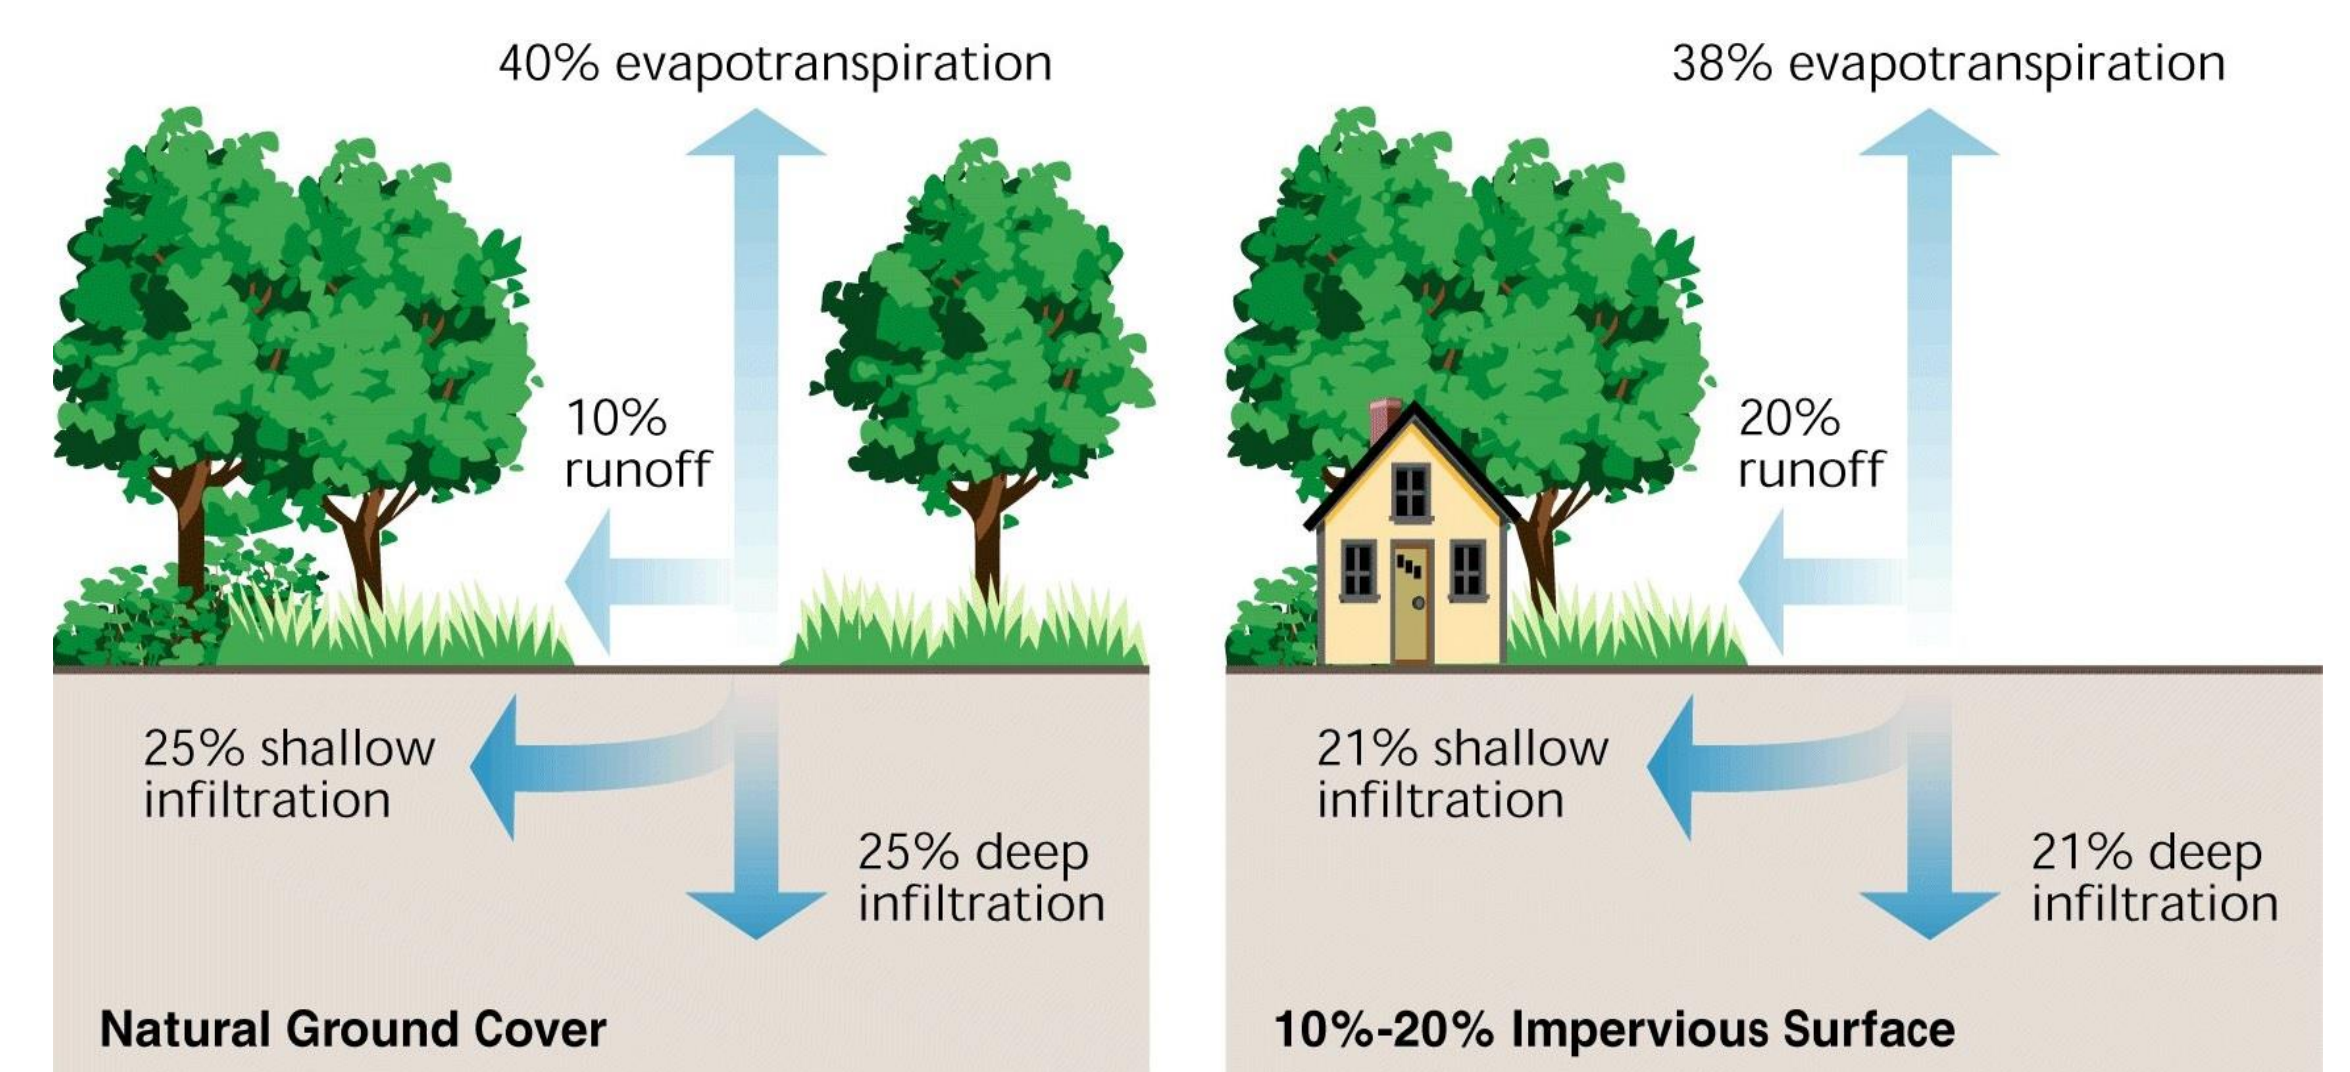 40% evapotranspiration
10%
runoff
25% shallow
infiltration
25% deep
infiltration
Natural Ground Cover
38% evapotranspiration
20%
runoff
21% shallow
infiltration
21% deep
infiltration
10%-20% Impervious Surface